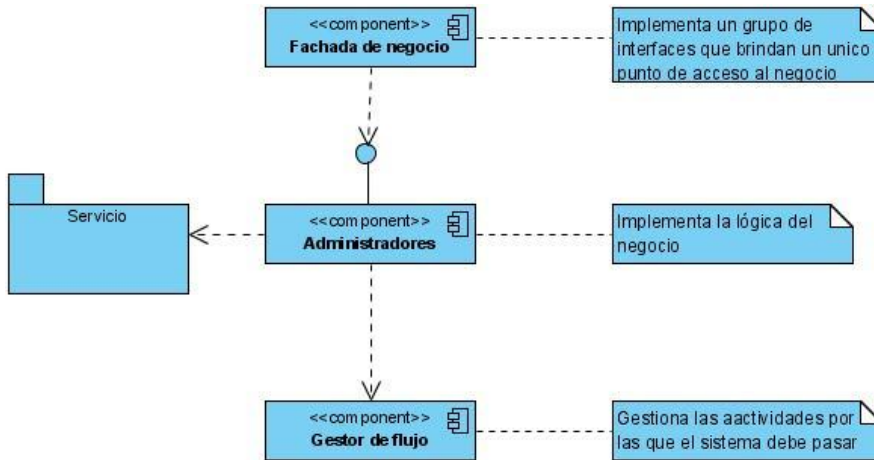 <<component>>
Fachada de negocio
Implementa un grupo de
interfaces que brindan un unico
punto de acceso al negocio
Servicio
<<component>>
Administradores
Implementa la lógica del
negocio
<<component>>
Gestor de flujo
Gestiona las aactividades por
las que el sistema debe pasar